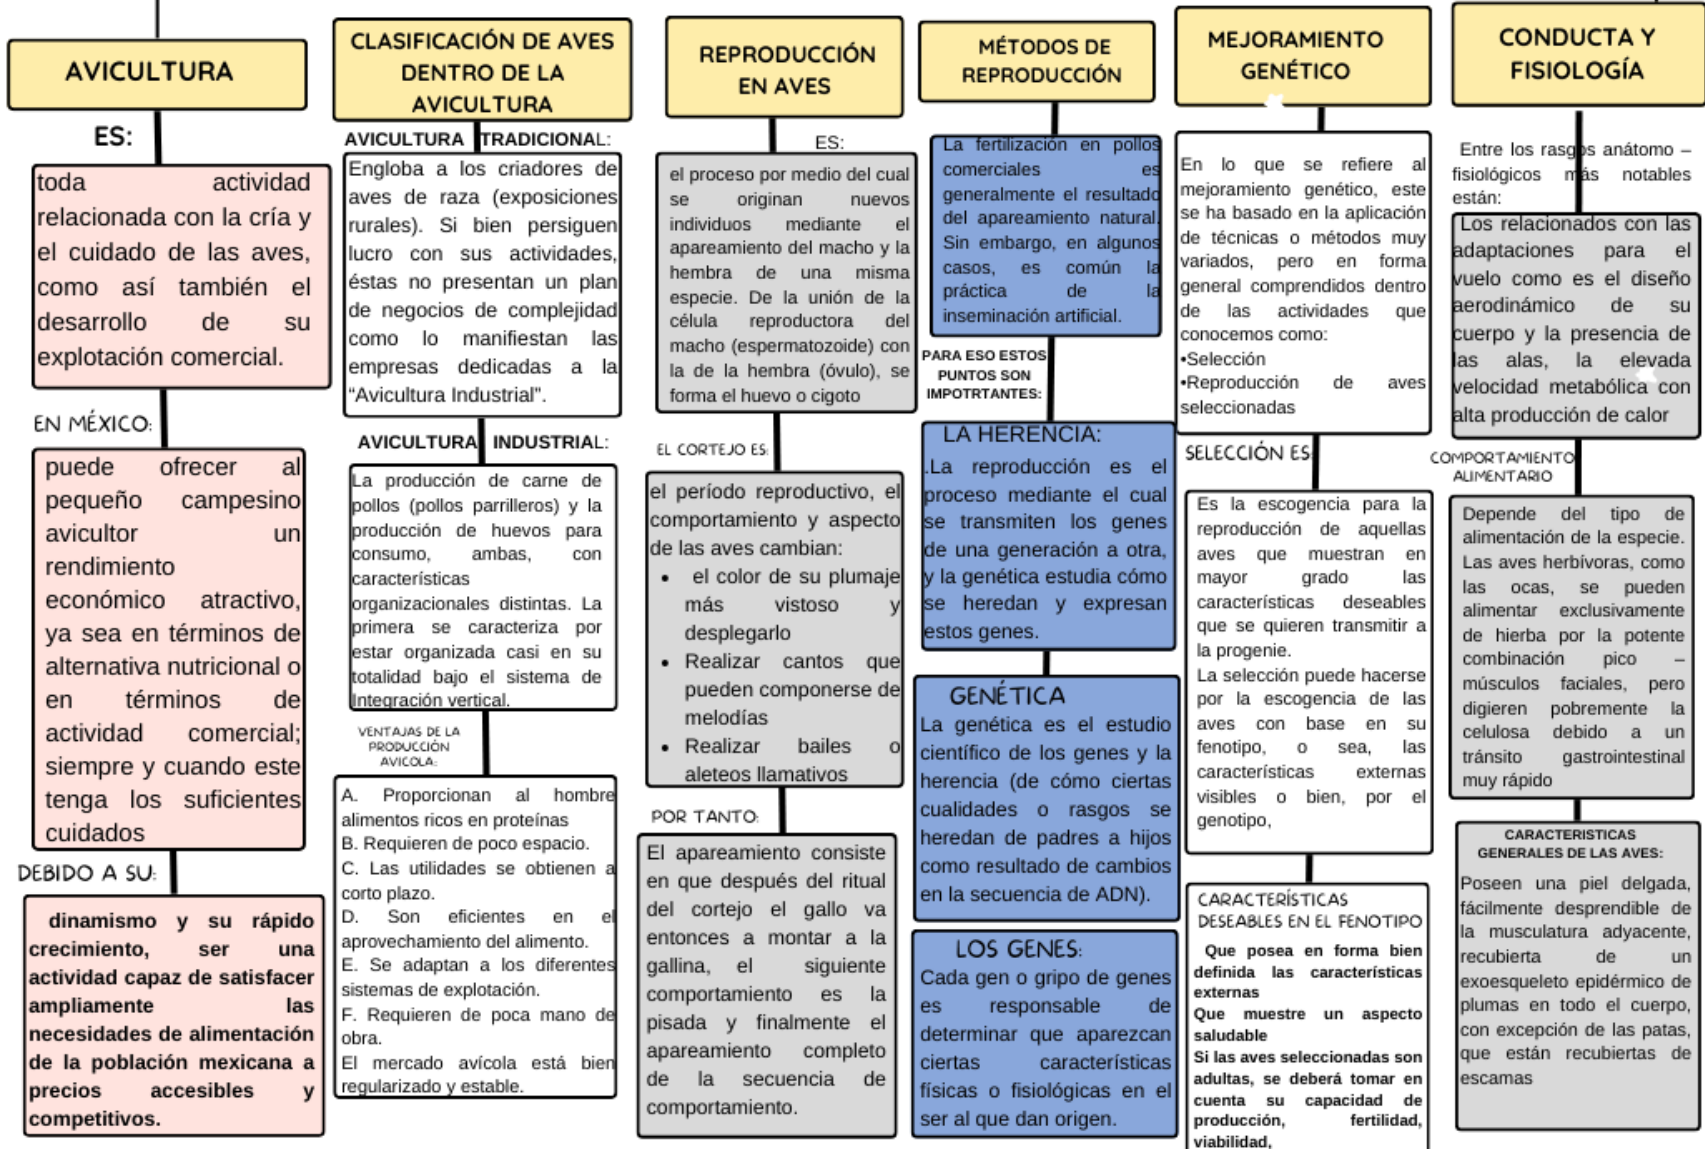 AVICULTURA
ES:
toda actividad
relacionada con la cría y
el cuidado de las aves,
como así también el
desarrollo de su
explotación comercial.
EN MÉXICO:
puede ofrecer al
pequeño campesino
avicultor un
rendimiento
económico atractivo,
ya sea en términos de
alternativa nutricional o
en términos de
actividad comercial;
siempre y cuando este
tenga los suficientes
cuidados
DEBIDO A SU:
dinamismo y su rápido
crecimiento, ser una
actividad capaz de satisfacer
ampliamente las
necesidades de alimentación
de la población mexicana a
precios accesibles y
competitivos.
CLASIFICACIÓN DE AVES
DENTRO DE LA
AVICULTURA
AVICULTURA TRADICIONAL:
Engloba a los criadores de
aves de raza (exposiciones
rurales). Si bien persiguen
lucro con sus actividades,
éstas no presentan un plan
de negocios de complejidad
como lo manifiestan las
empresas dedicadas a la
“Avicultura Industrial”.
AVICULTURA INDUSTRIAL:
La producción de carne de
pollos (pollos parrilleros) y la
producción de huevos para
consumo, ambas, con
características
organizacionales distintas. La
primera se caracteriza por
estar organizada casi en su
totalidad bajo el sistema de
Integración vertical.
VENTAJAS DE LA
PRODUCCIÓN
AVICOLA:
A. Proporcionan al hombre
alimentos ricos en proteínas
B. Requieren de poco espacio.
C. Las utilidades se obtienen a
corto plazo.
D. Son eficientes en el
aprovechamiento del alimento.
E. Se adaptan a los diferentes
sistemas de explotación.
F. Requieren de poca mano de
obra.
El mercado avícola está bien
regularizado y estable.
REPRODUCCIÓN
EN AVES
ES:
el proceso por medio del cual
se originan nuevos
individuos mediante el
apareamiento del macho y la
hembra de una misma
especie. De la unión de la
célula reproductora del
macho (espermatozoide) con
la de la hembra (óvulo), se
forma el huevo o cigoto
EL CORTEJO ES:
el período reproductivo, el
comportamiento y aspecto
de las aves cambian:
• el color de su plumaje
más vistoso y
desplegarlo
• Realizar cantos que
pueden componerse de
melodías
• Realizar bailes o
aleteos llamativos
POR TANTO:
El apareamiento consiste
en que después del ritual
del cortejo el gallo va
entonces a montar a la
gallina, el siguiente
comportamiento es la
pisada y finalmente el
apareamiento completo
de la secuencia de
comportamiento.
MÉTODOS DE
REPRODUCCIÓN
La fertilización en pollos
comerciales es
generalmente el resultado
del apareamiento natural.
Sin embargo, en algunos
casos, es común la
práctica de la
inseminación artificial.
PARA ESO ESTOS
PUNTOS SON
IMPOTRTANTES:
LA HERENCIA:
.La reproducción es el
proceso mediante el cual
se transmiten los genes
de una generación a otra,
y la genética estudia cómo
se heredan y expresan
estos genes.
GENÉTICA
La genética es el estudio
científico de los genes y la
herencia (de cómo ciertas
cualidades o rasgos se
heredan de padres a hijos
como resultado de cambios
en la secuencia de ADN).
LOS GENES:
Cada gen o gripo de genes
es responsable de
determinar que aparezcan
ciertas características
físicas o fisiológicas en el
ser al que dan origen.
MEJORAMIENTO
GENÉTICO
En lo que se refiere al
mejoramiento genético, este
se ha basado en la aplicación
de técnicas o métodos muy
variados, pero en forma
general comprendidos dentro
de las actividades que
conocemos como:
•Selección
•Reproducción de aves
seleccionadas
SELECCIÓN ES
Es la escogencia para la
reproducción de aquellas
aves que muestran en
mayor grado las
características deseables
que se quieren transmitir a
la progenie.
La selección puede hacerse
por la escogencia de las
aves con base en su
fenotipo, o sea, las
características externas
visibles o bien, por el
genotipo,
CARACTERÍSTICAS
DESEABLES EN EL FENOTIPO
Que posea en forma bien
definida las características
externas
Que muestre un aspecto
saludable
Si las aves seleccionadas son
adultas, se deberá tomar en
cuenta su capacidad de
producción, fertilidad,
viabilidad,
CONDUCTA Y
FISIOLOGÍA
Entre los rasgos anátomo –
fisiológicos más notables
están:
Los relacionados con las
adaptaciones para el
vuelo como es el diseño
aerodinámico de su
cuerpo y la presencia de
las alas, la elevada
velocidad metabólica con
alta producción de calor
COMPORTAMIENTO
ALIMENTARIO
Depende del tipo de
alimentación de la especie.
Las aves herbívoras, como
las ocas, se pueden
alimentar exclusivamente
de hierba por la potente
combinación pico –
músculos faciales, pero
digieren pobremente la
celulosa debido a un
tránsito gastrointestinal
muy rápido
CARACTERISTICAS
GENERALES DE LAS AVES:
Poseen una piel delgada,
fácilmente desprendible de
la musculatura adyacente,
recubierta de un
exoesqueleto epidérmico de
plumas en todo el cuerpo,
con excepción de las patas,
que están recubiertas de
escamas